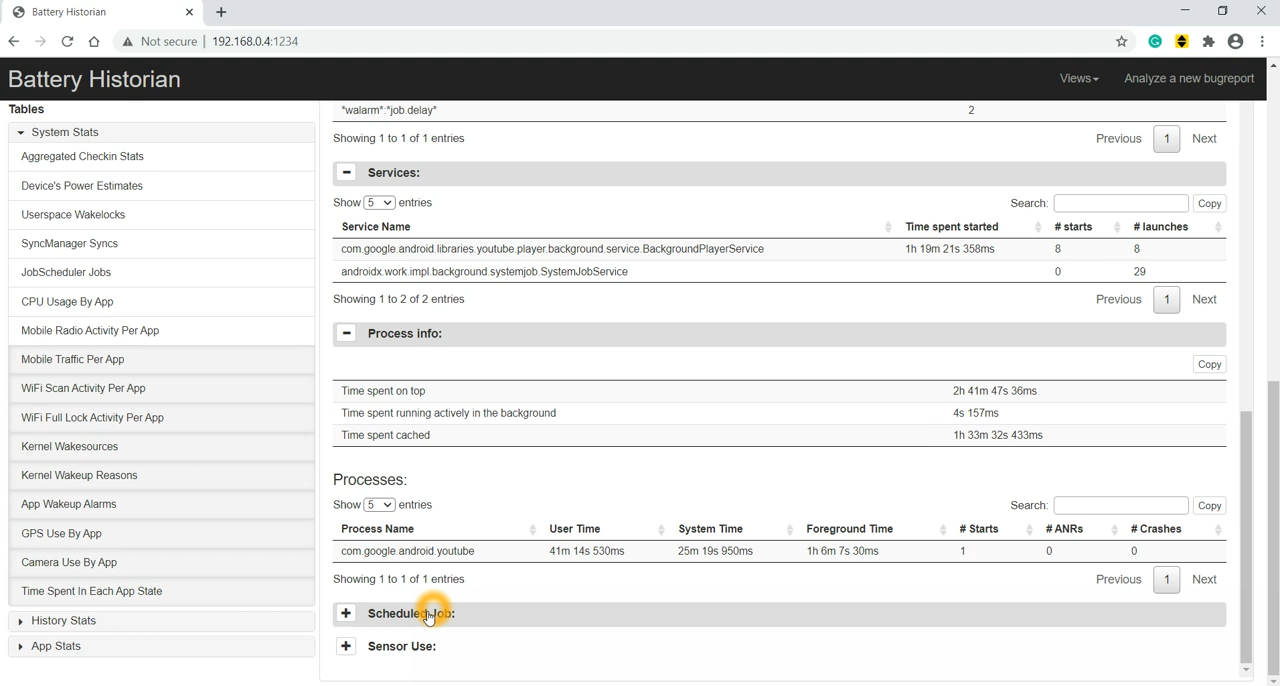 Battery Historian
Not secure | 192.168.0.4:1234
Battery Historian
Views
Analyze a new bugreport
Tables
System Stats
Aggregated Checkin Stats
Device's Power Estimates
Userspace Wakelocks
SyncManager Syncs
JobScheduler Jobs
CPU Usage By App
Mobile Radio Activity Per App
Mobile Traffic Per App
WiFi Scan Activity Per App
WiFi Full Lock Activity Per App
Kernel Wakesources
Kernel Wakeup Reasons
App Wakeup Alarms
GPS Use By App
Camera Use By App
Time Spent In Each App State
History Stats
App Stats
*walarm*:*job.delay* 2
Showing 1 to 1 of 1 entries Previous 1 Next
Services:
Show 5 entries Search: Copy
Service Name Time spent started # starts # launches
com.google.android.libraries.youtube.player.background.service.BackgroundPlayerService 1h 19m 21s 358ms 8 8
androidx.work.impl.background.systemjob.SystemJobService 0 29
Showing 1 to 2 of 2 entries Previous 1 Next
Process info:
Copy
Time spent on top 2h 41m 47s 36ms
Time spent running actively in the background 4s 157ms
Time spent cached 1h 33m 32s 433ms
Processes:
Show 5 entries Search: Copy
Process Name User Time System Time Foreground Time # Starts # ANRs # Crashes
com.google.android.youtube 41m 14s 530ms 25m 19s 950ms 1h 6m 7s 30ms 1 0 0
Showing 1 to 1 of 1 entries Previous 1 Next
Scheduled Job:
Sensor Use: